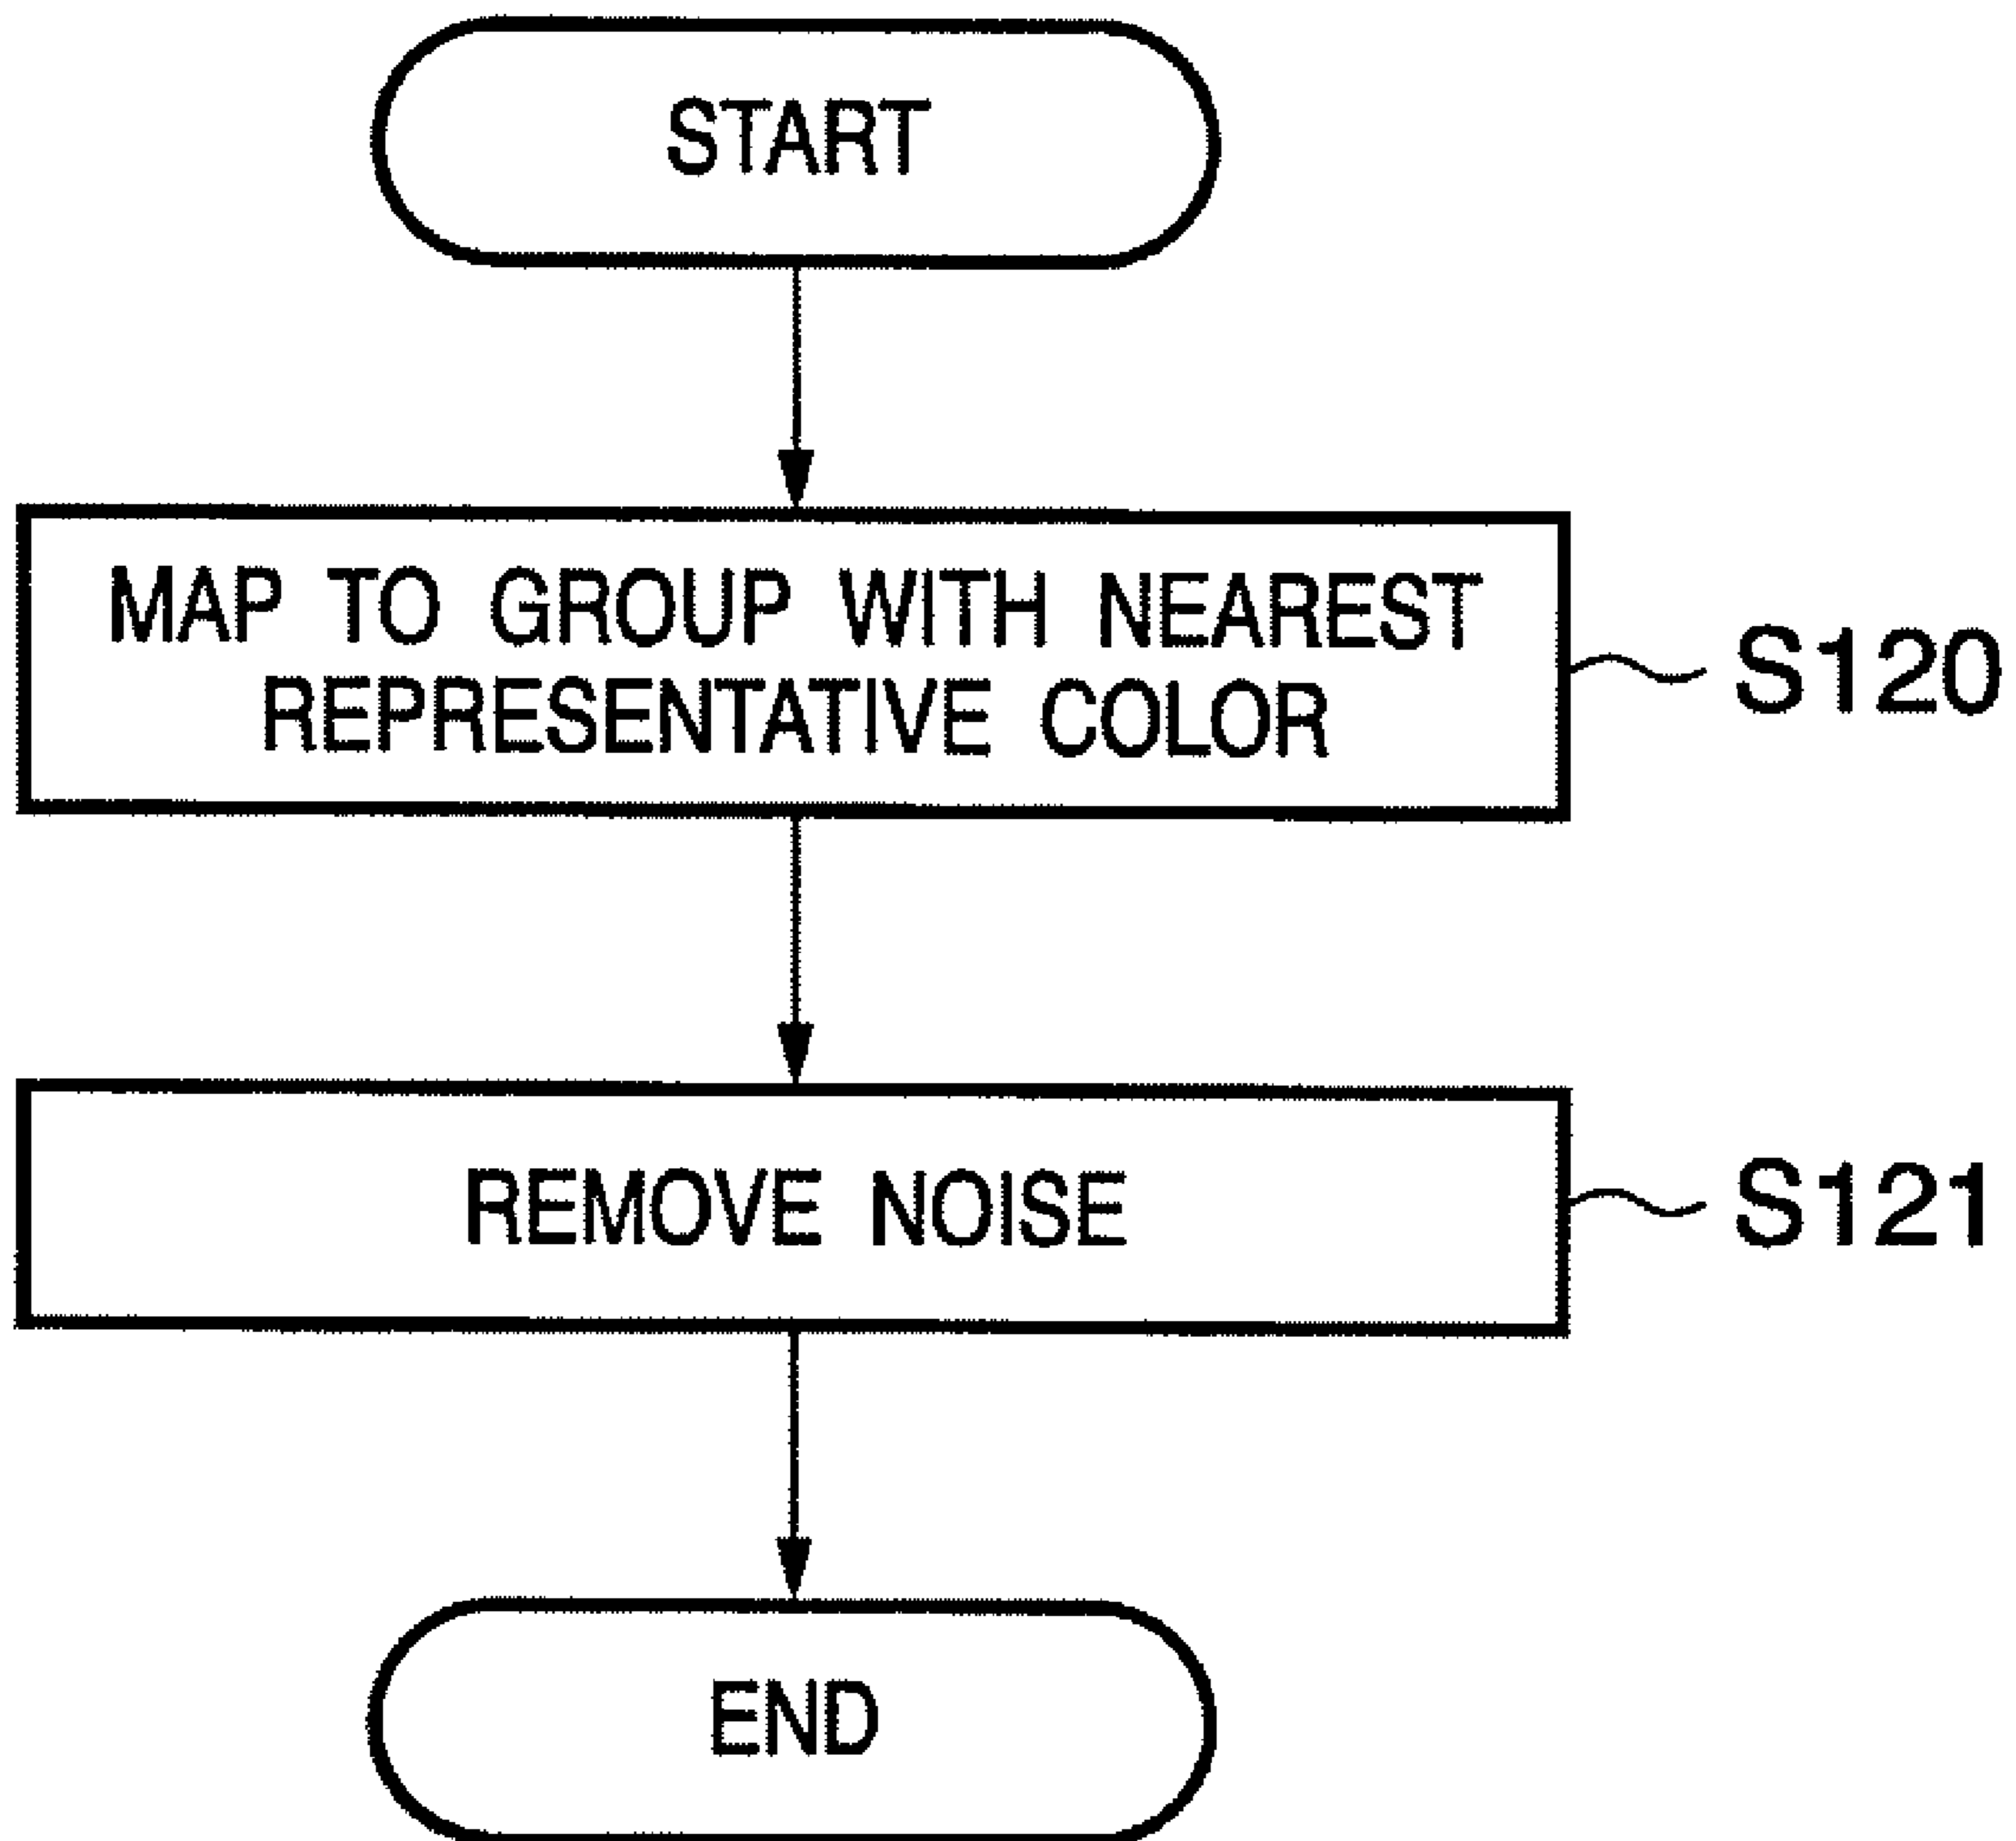 START
MAP TO GROUP WITH NEAREST
REPRESENTATIVE COLOR
S120
REMOVE NOISE
S121
END